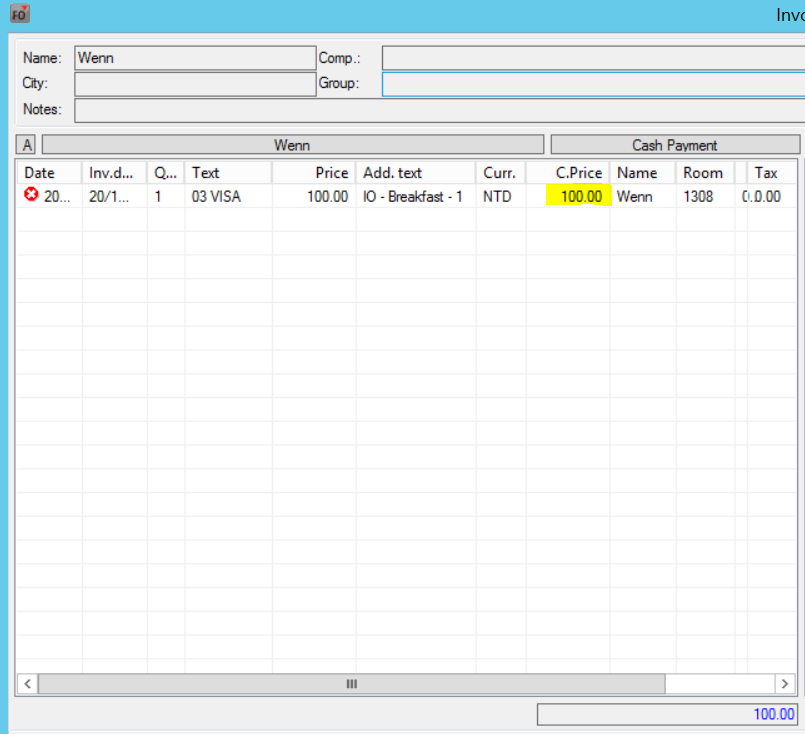 FO Invo
Name: Wenn Comp.:
City: Group:
Notes:
A Wenn Cash Payment
Date Inv.d... Q... Text Price Add. text Curr. C.Price Name Room Tax
20... 20/1... 1 03 VISA 100.00 IO - Breakfast - 1 NTD 100.00 Wenn 1308 0.0.00
100.00